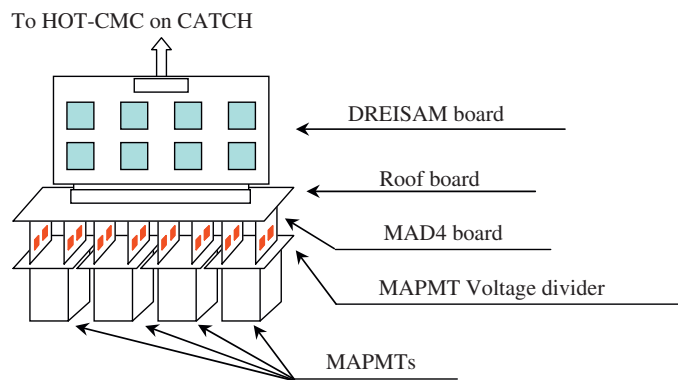 To HOT-CMC on CATCH
DREISAM board
Roof board
MAD4 board
MAPMT Voltage divider
MAPMTs